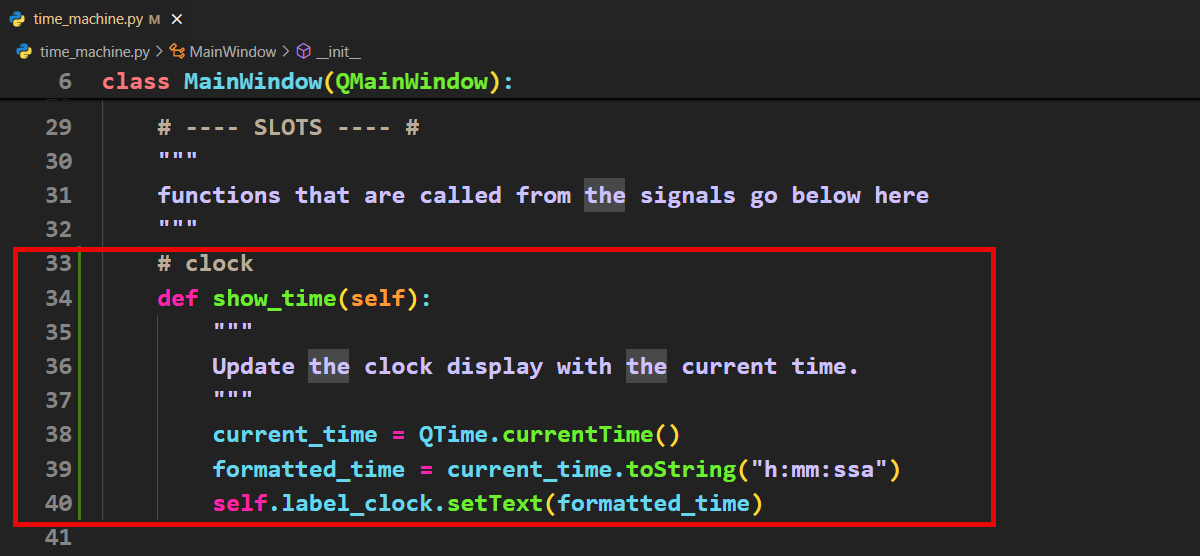 time_machine.py M ×
time_machine.py > MainWindow > __init__
6 class MainWindow(QMainWindow):
29 # ---- SLOTS ---- #
30 """
31 functions that are called from the signals go below here
32 """
33 # clock
34 def show_time(self):
35 """
36 Update the clock display with the current time.
37 """
38 current_time = QTime.currentTime()
39 formatted_time = current_time.toString("h:mm:ssa")
40 self.label_clock.setText(formatted_time)
41